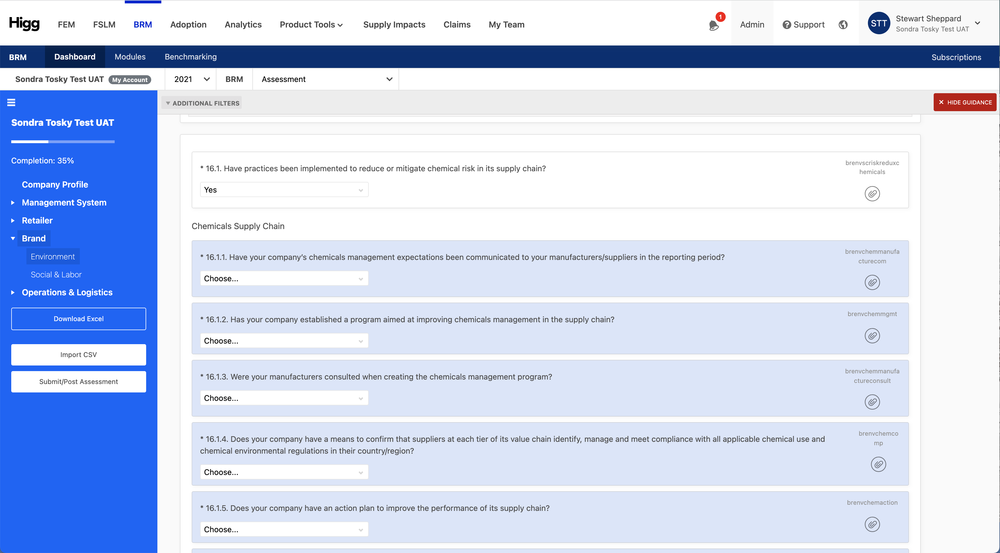 Higg
FEM
FSLM
BRM
Adoption
Analytics
Product Tools
Supply Impacts
Claims
My Team
1
Admin
Support
STT
Stewart Sheppard
Sondra Tosky Test UAT
BRM
Dashboard
Modules
Benchmarking
Subscriptions
Sondra Tosky Test UAT
My Account
2021
BRM
Assessment
ADDITIONAL FILTERS
HIDE GUIDANCE
Sondra Tosky Test UAT
Completion: 35%
Company Profile
Management System
Retailer
Brand
Environment
Social & Labor
Operations & Logistics
Download Excel
Import CSV
Submit/Post Assessment
* 16.1. Have practices been implemented to reduce or mitigate chemical risk in its supply chain?
brenvscriskreduxc
hemicals
Yes
Chemicals Supply Chain
* 16.1.1. Have your company’s chemicals management expectations been communicated to your manufacturers/suppliers in the reporting period?
brenvchemmanufa
cturecom
Choose...
* 16.1.2. Has your company established a program aimed at improving chemicals management in the supply chain?
brenvchemmgmt
Choose...
* 16.1.3. Were your manufacturers consulted when creating the chemicals management program?
brenvchemmanufa
ctureconsult
Choose...
* 16.1.4. Does your company have a means to confirm that suppliers at each tier of its value chain identify, manage and meet compliance with all applicable chemical use and
chemical environmental regulations in their country/region?
brenvchemco
mp
Choose...
* 16.1.5. Does your company have an action plan to improve the performance of its supply chain?
brenvchemaction
Choose...